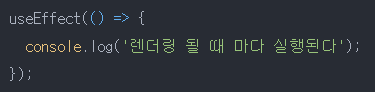 useEffect(() => {
  console.log('렌더링 될 때 마다 실행된다');
});